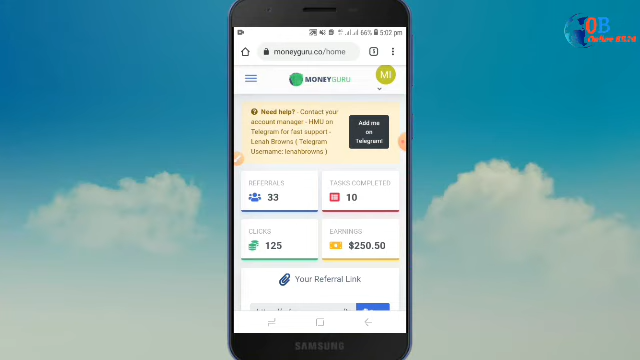 66% 5:02 pm
moneyguru.co/home
MONEYGURU
MI
Need help? - Contact your
account manager - HMU on
Telegram for fast support -
Lenah Browns ( Telegram
Username: lenahbrowns )
Add me
on
Telegram!
REFERRALS
33
TASKS COMPLETED
10
CLICKS
125
EARNINGS
$250.50
Your Referral Link
SAMSUNG
OB